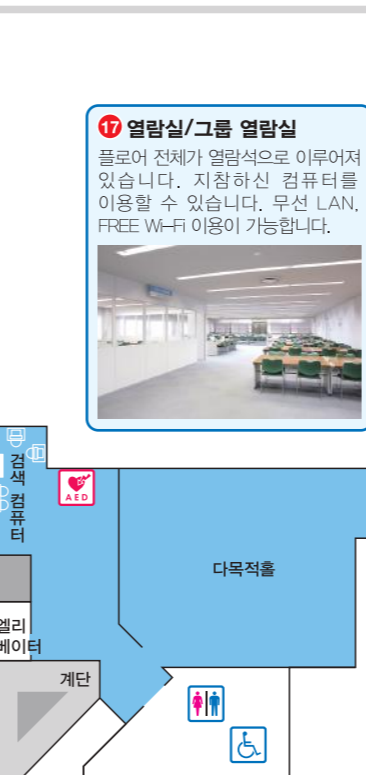 17 열람실/그룹 열람실
플로어 전체가 열람석으로 이루어져
있습니다. 지참하신 컴퓨터를
이용할 수 있습니다. 무선 LAN,
FREE Wi-Fi 이용이 가능합니다.
검색 컴퓨터
AED
다목적홀
엘리
베이터
계단